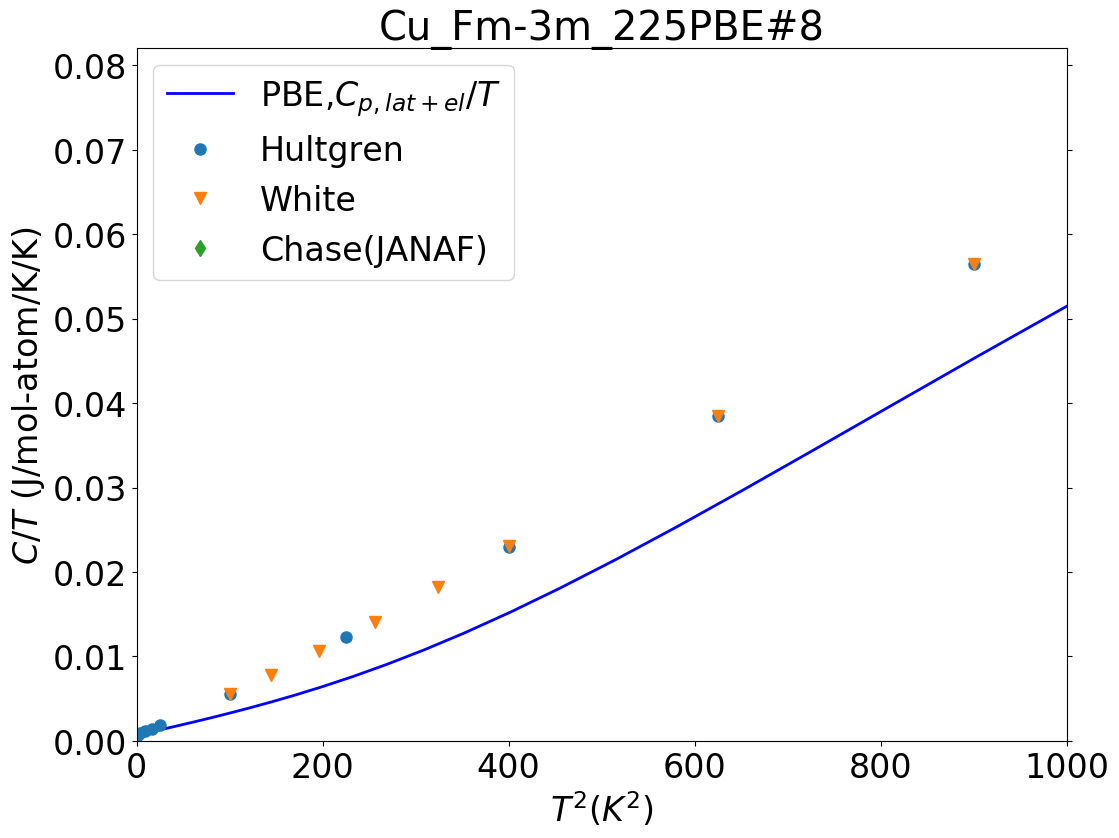 Cu_Fm-3m_225PBE#8
0.08
0.07
0.06
0.05
0.04
0.03
0.02
0.01
0.00
C/T (J/mol-atom/K/K)
PBE,C_{p,lat+el}/T
Hultgren
White
Chase(JANAF)
0 200 400 600 800 1000
T^2(K^2)